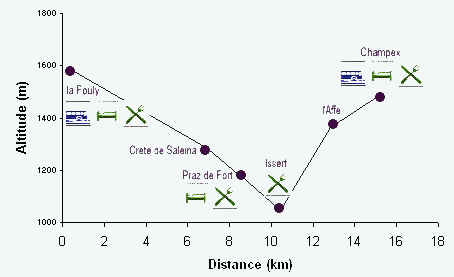 1800
1600
1400
1200
1000
Altitude (m)
la Fouly
Crete de Saleina
Praz de Fort
Issert
l'Affe
Champex
0 2 4 6 8 10 12 14 16 18
Distance (km)